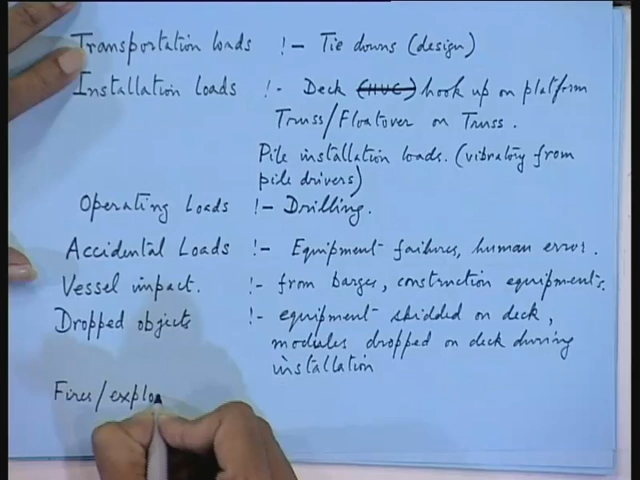 Transportation loads !- Tie downs (design)
Installation Loads !- Deck (HUC) hook up on platform
Truss/Floatover on Truss.
Pile installation loads. (vibratory from
pile drivers)
Operating Loads !- Drilling.
Accidental Loads !- Equipment failures, human error.
Vessel impact. !- from barges, construction equipments.
Dropped objects !- equipment skidded on deck,
modules dropped on deck during
installation
Fires/explo